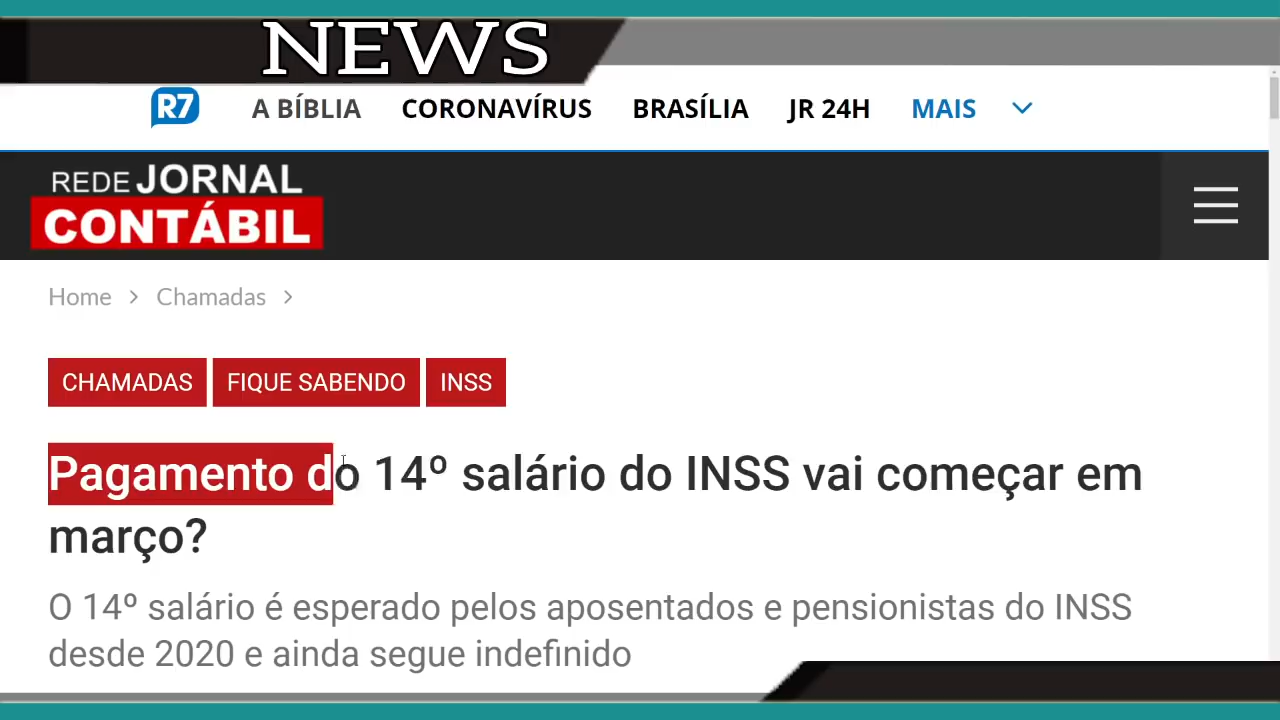 NEWS
R7 A BÍBLIA CORONAVÍRUS BRASÍLIA JR 24H MAIS
REDE JORNAL
CONTÁBIL
Home > Chamadas >
CHAMADAS FIQUE SABENDO INSS
Pagamento do 14º salário do INSS vai começar em
março?
O 14º salário é esperado pelos aposentados e pensionistas do INSS
desde 2020 e ainda segue indefinido